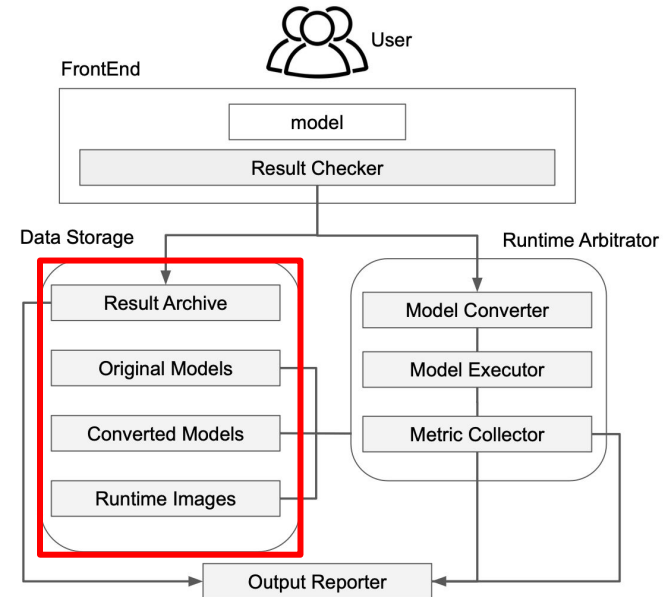 User
FrontEnd
model
Result Checker
Data Storage
Runtime Arbitrator
Result Archive
Original Models
Converted Models
Runtime Images
Model Converter
Model Executor
Metric Collector
Output Reporter